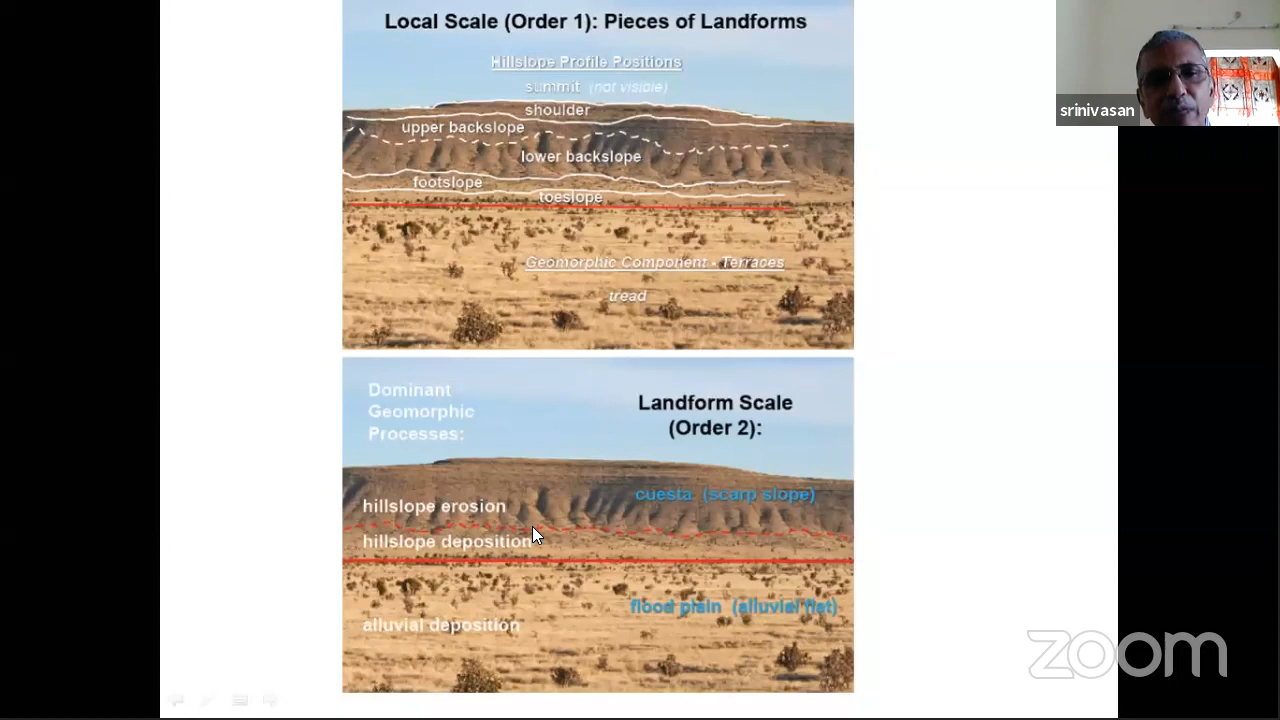 Local Scale (Order 1): Pieces of Landforms
Hillslope Profile Positions
summit (not visible)
shoulder
upper backslope
lower backslope
footslope
toeslope
Geomorphic Component - Terraces
tread
Dominant
Geomorphic
Processes:
Landform Scale
(Order 2):
cuesta (scarp slope)
hillslope erosion
hillslope deposition
flood plain (alluvial flat)
alluvial deposition
srinivasan
zoom